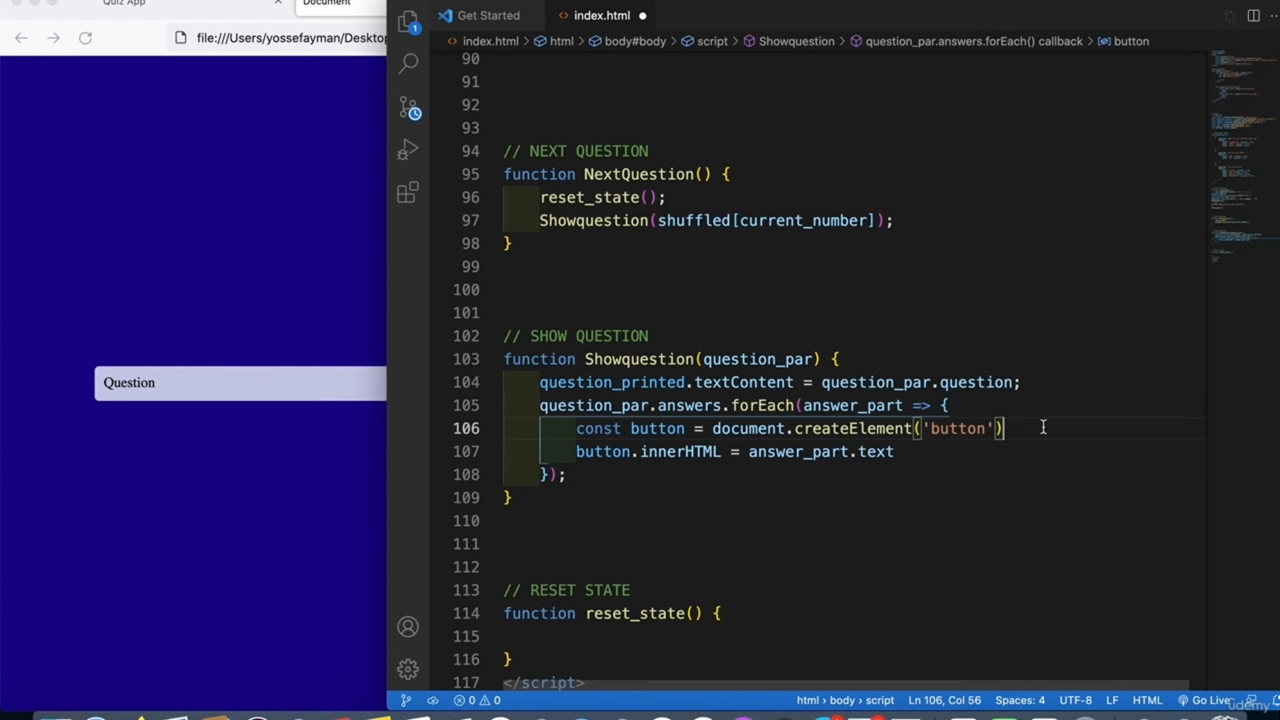 Quiz App
Document
file:///Users/yossefayman/Desktop
Question
1
Get Started
index.html
index.html > html > body#body > script > Showquestion > question_par.answers.forEach() callback > button
90
91
92
93
94 // NEXT QUESTION
95 function NextQuestion() {
96 reset_state();
97 Showquestion(shuffled[current_number]);
98 }
99
100
101
102 // SHOW QUESTION
103 function Showquestion(question_par) {
104 question_printed.textContent = question_par.question;
105 question_par.answers.forEach(answer_part => {
106 const button = document.createElement('button')
107 button.innerHTML = answer_part.text
108 });
109 }
110
111
112
113 // RESET STATE
114 function reset_state() {
115
116 }
117 </script>
0 0 html > body > script Ln 106, Col 56 Spaces: 4 UTF-8 LF HTML Go Live
Udemy